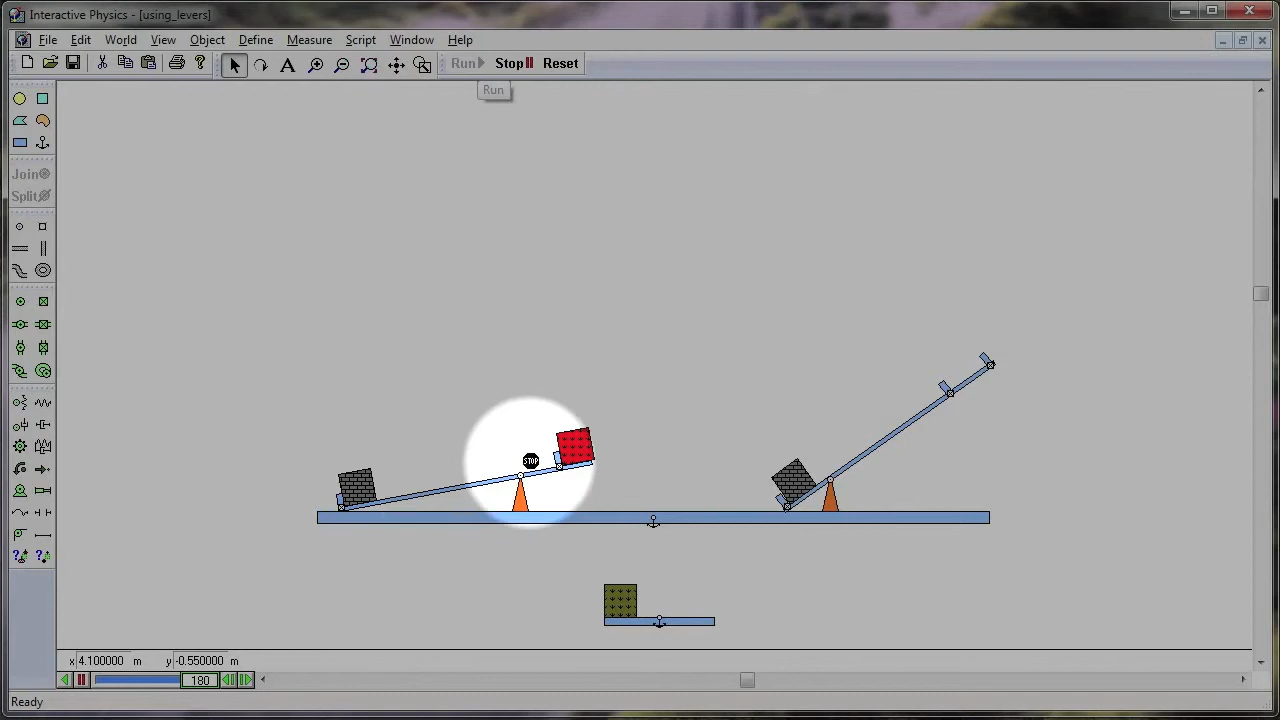 Interactive Physics - [using_levers]
File Edit World View Object Define Measure Script Window Help
A Run Stop Reset
Run
Join
Split
STOP
x 4.100000 m y -0.550000 m
180
Ready